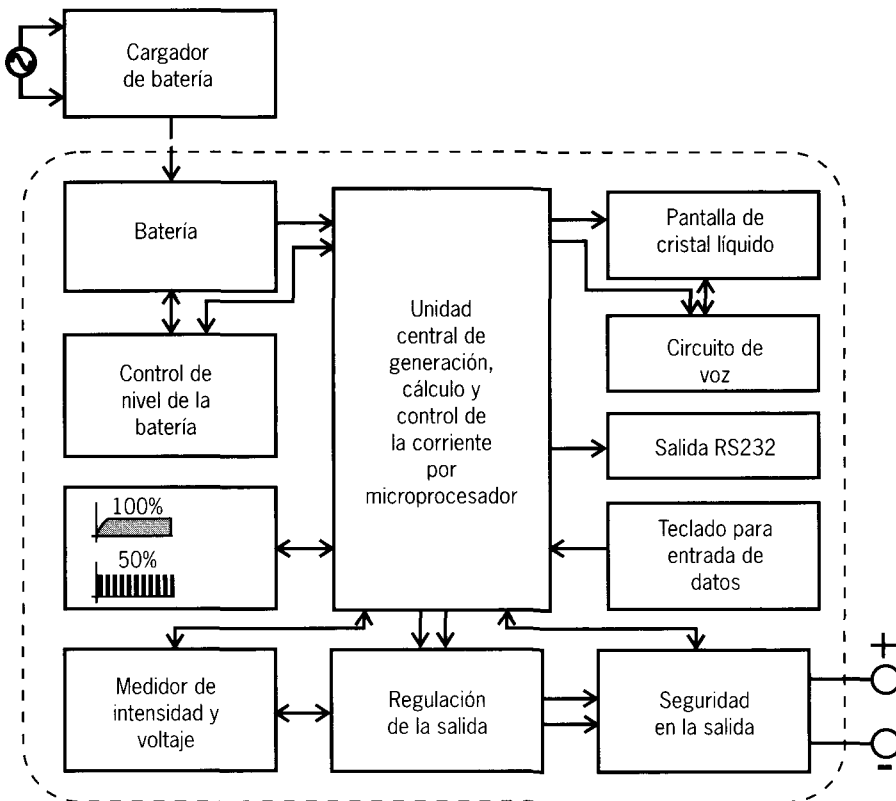 Cargador
de batería
Batería
Control de
nivel de la
batería
100%
50%
Medidor de
intensidad y
voltaje
Unidad
central de
generación,
cálculo y
control de
la corriente
por
microprocesador
Regulación
de la salida
Pantalla de
cristal líquido
Circuito de
voz
Salida RS232
Teclado para
entrada de
datos
Seguridad
en la salida
+
-